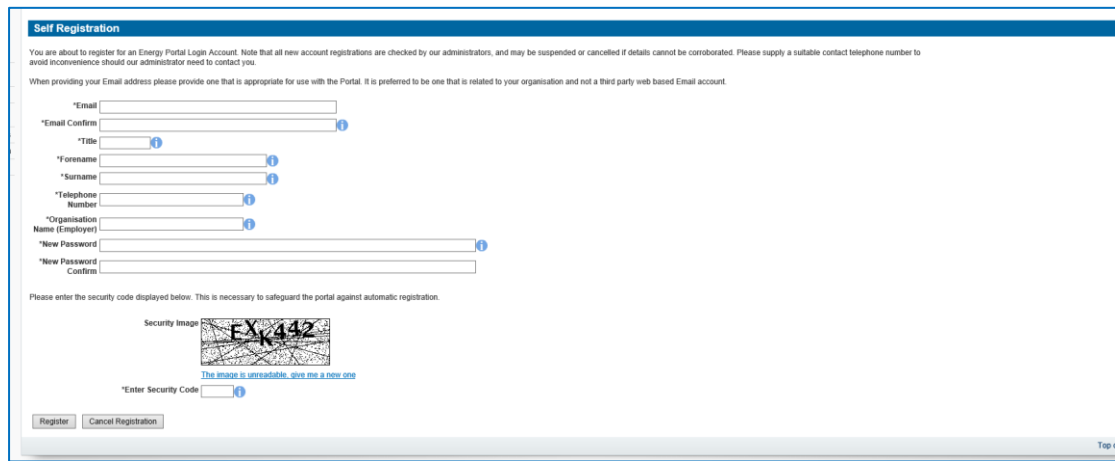 Self Registration
You are about to register for an Energy Portal Login Account. Note that all new account registrations are checked by our administrators, and may be suspended or cancelled if details cannot be corroborated. Please supply a suitable contact telephone number to
avoid inconvenience should our administrator need to contact you.
When providing your Email address please provide one that is appropriate for use with the Portal. It is preferred to be one that is related to your organisation and not a third party web based Email account.
*Email
*Email Confirm
*Title
*Forename
*Surname
*Telephone
Number
*Organisation
Name (Employer)
*New Password
*New Password
Confirm
Please enter the security code displayed below. This is necessary to safeguard the portal against automatic registration.
Security Image
EXK442
The image is unreadable, give me a new one
*Enter Security Code
Register Cancel Registration
Top